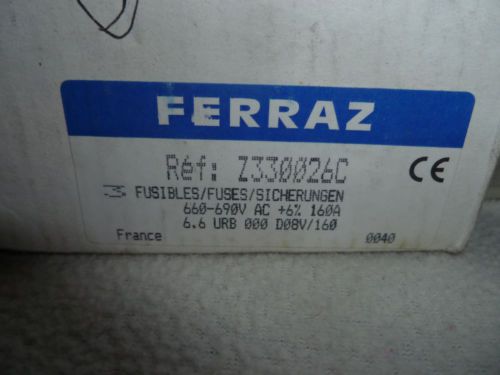 FERRAZ
Réf: Z330026C
CE
3 FUSIBLES/FUSES/SICHERUNGEN
660-690V AC +6% 160A
6.6 URB 000 D08V/160
France 0040